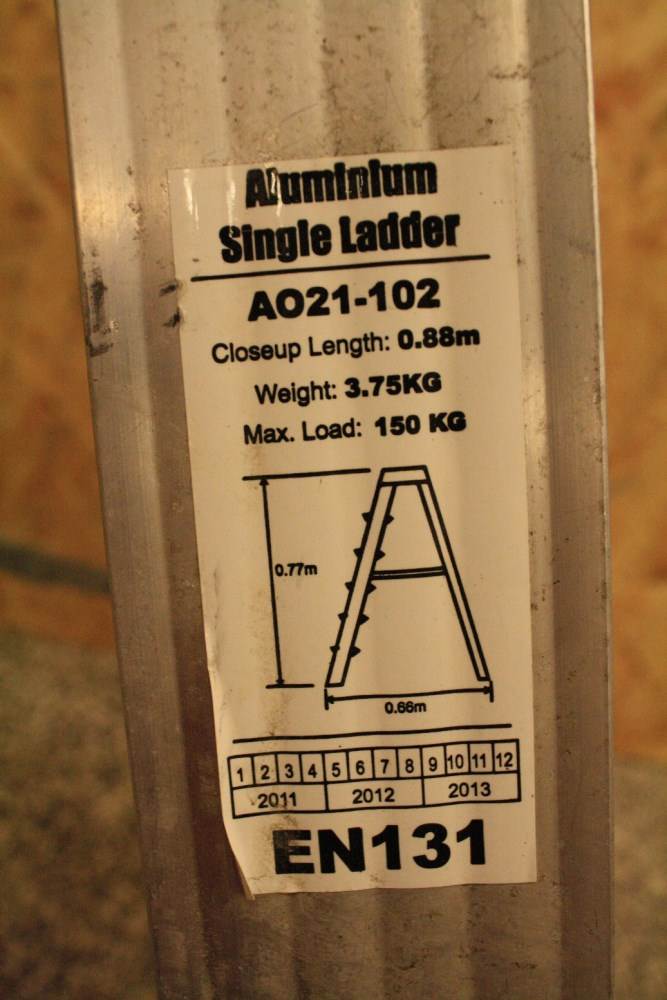 Aluminium
Single Ladder
AO21-102
Closeup Length: 0.88m
Weight: 3.75KG
Max. Load: 150 KG
0.77m
0.66m
1 2 3 4 5 6 7 8 9 10 11 12
2011 2012 2013
EN131